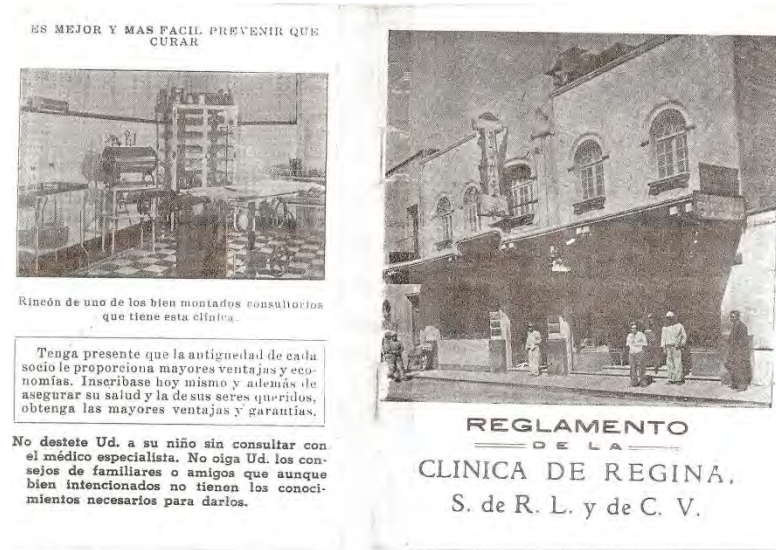 ES MEJOR Y MAS FACIL PREVENIR QUE
CURAR
Rincón de uno de los bien montados consultorios
que tiene esta clínica.
Tenga presente que la antiguedad de cada
socio le proporciona mayores ventajas y eco-
nomías. Inscribase hoy mismo y además de
asegurar su salud y la de sus seres queridos,
obtenga las mayores ventajas y garantias.
No destete Ud. a su niño sin consultar con
el médico especialista. No oiga Ud. los con-
sejos de familiares o amigos que aunque
bien intencionados no tienen los conoci-
mientos necesarios para darlos.
REGLAMENTO
DE LA
CLINICA DE REGINA,
S. de R. L. y de C. V.